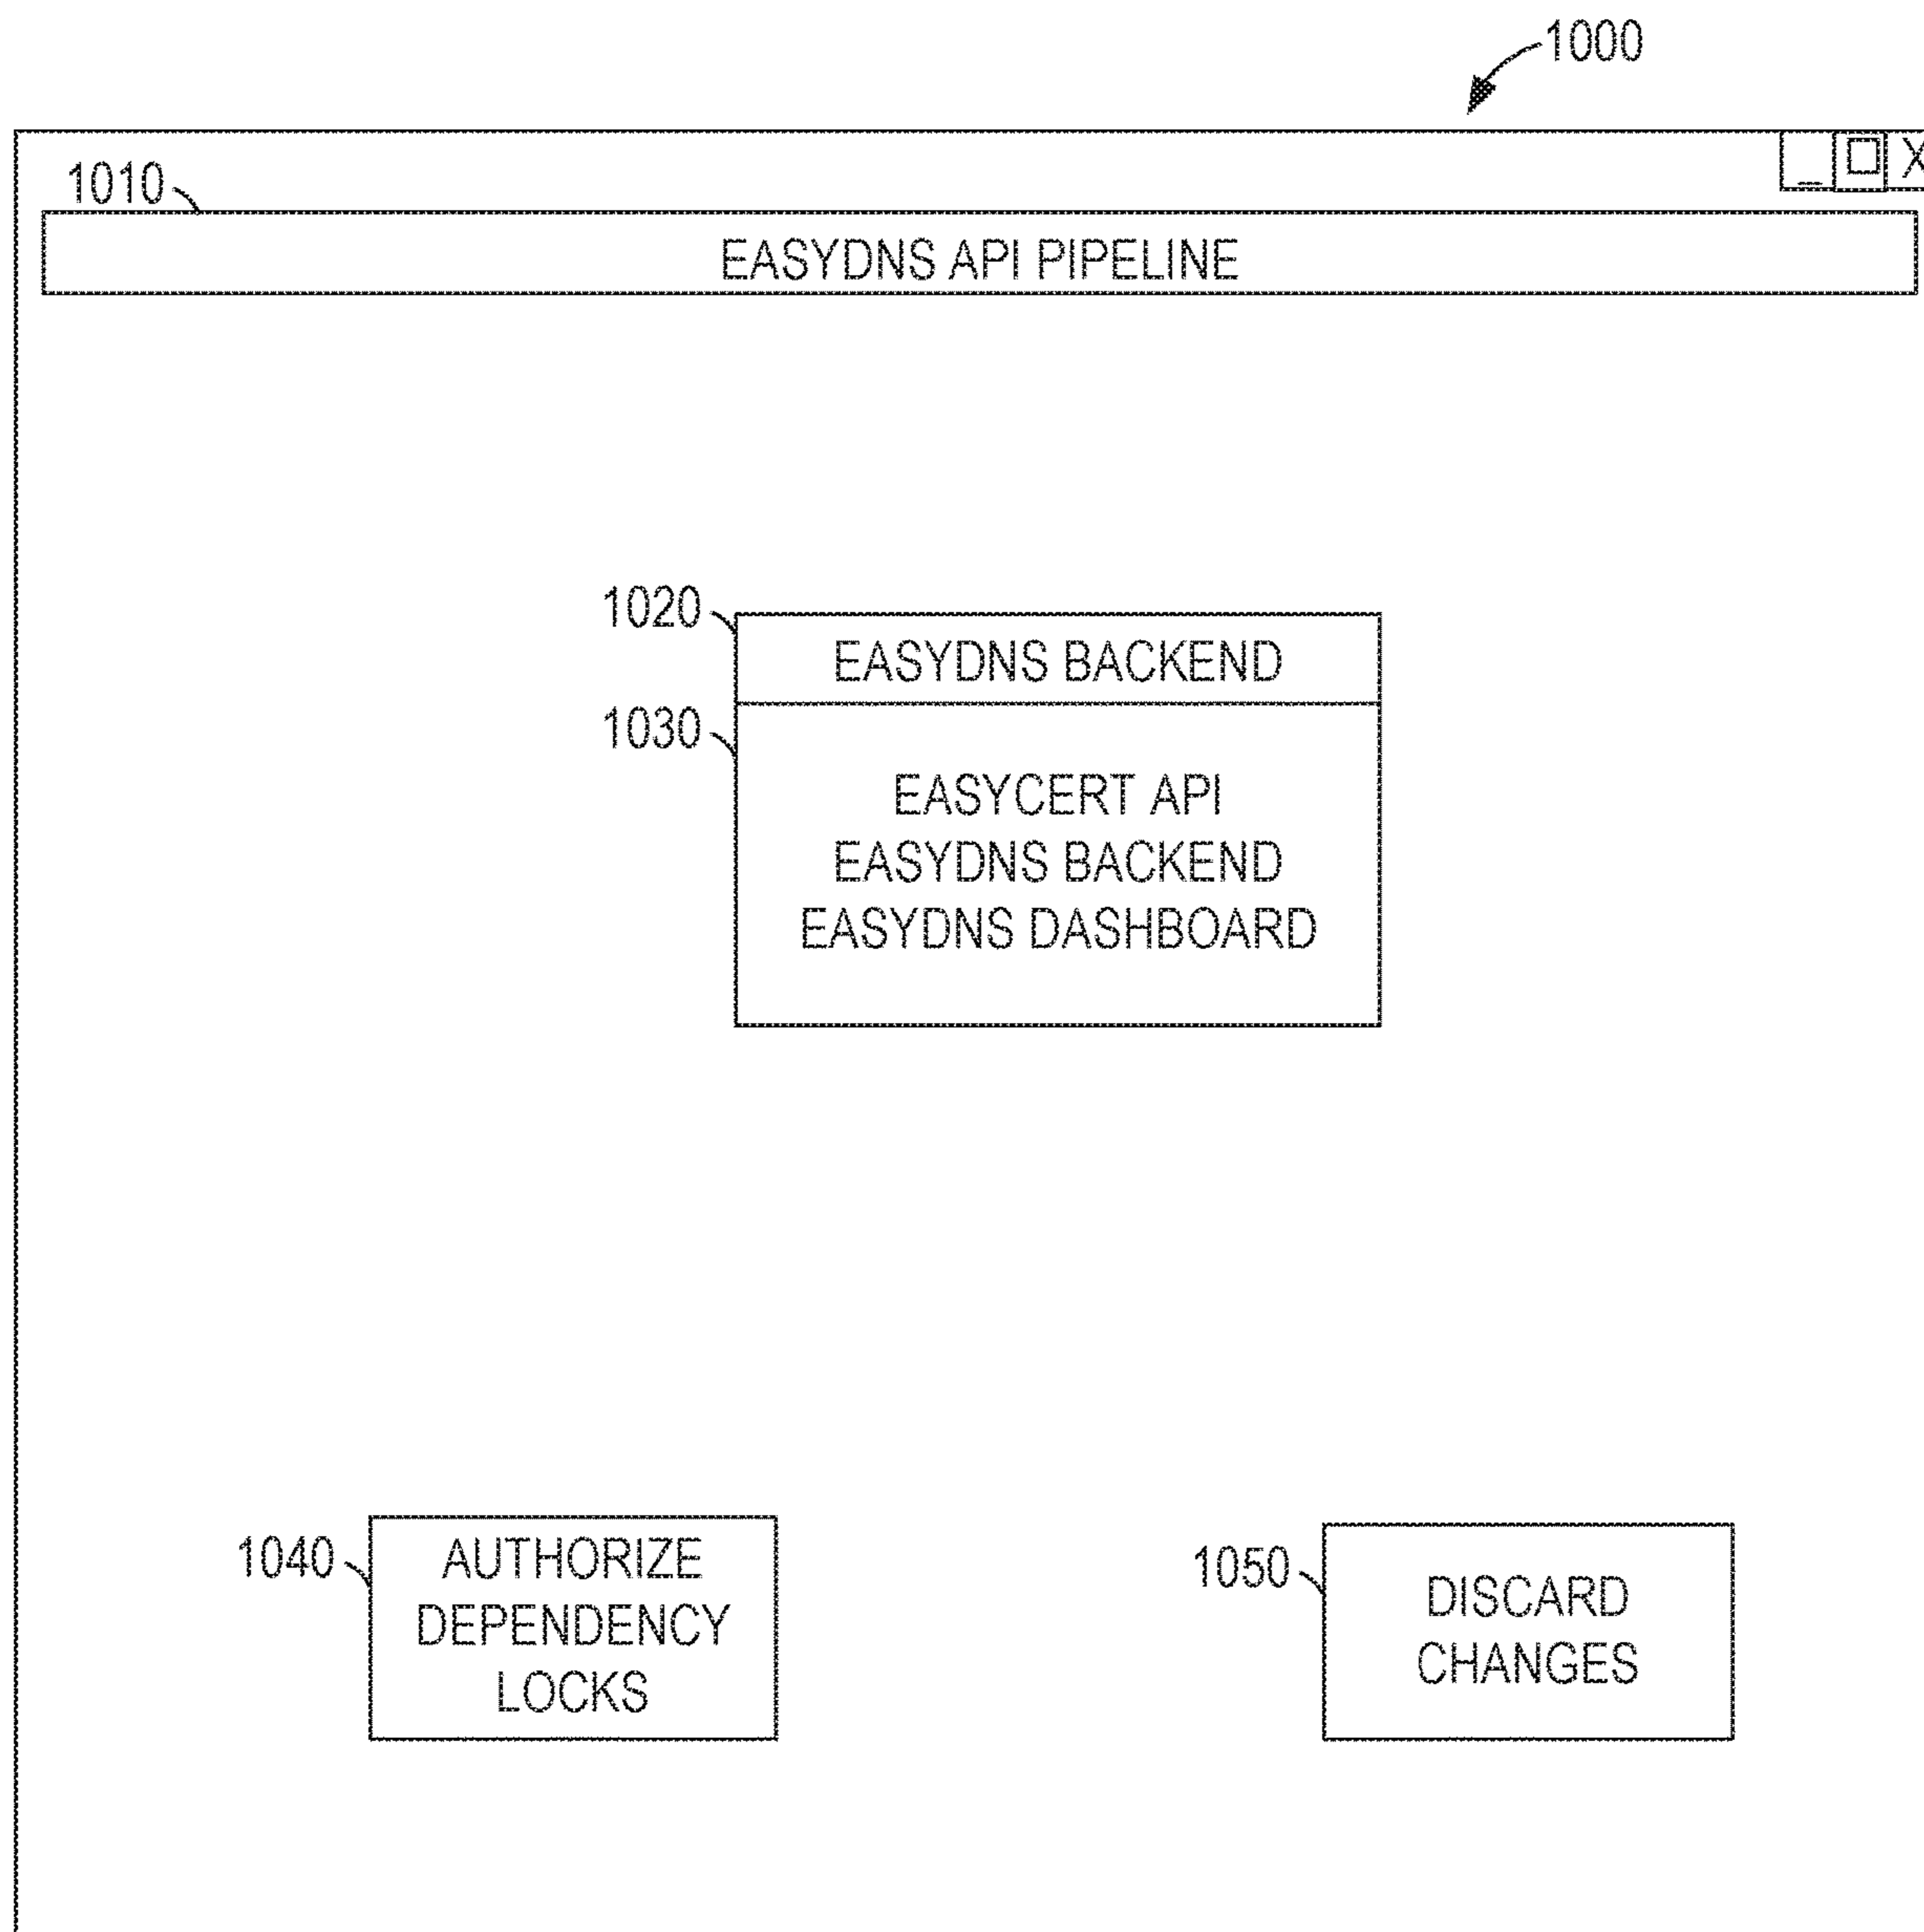 1000
_ □ X
1010
EASYDNS API PIPELINE
1020
EASYDNS BACKEND
1030
EASYCERT API
EASYDNS BACKEND
EASYDNS DASHBOARD
1040
AUTHORIZE
DEPENDENCY
LOCKS
1050
DISCARD
CHANGES